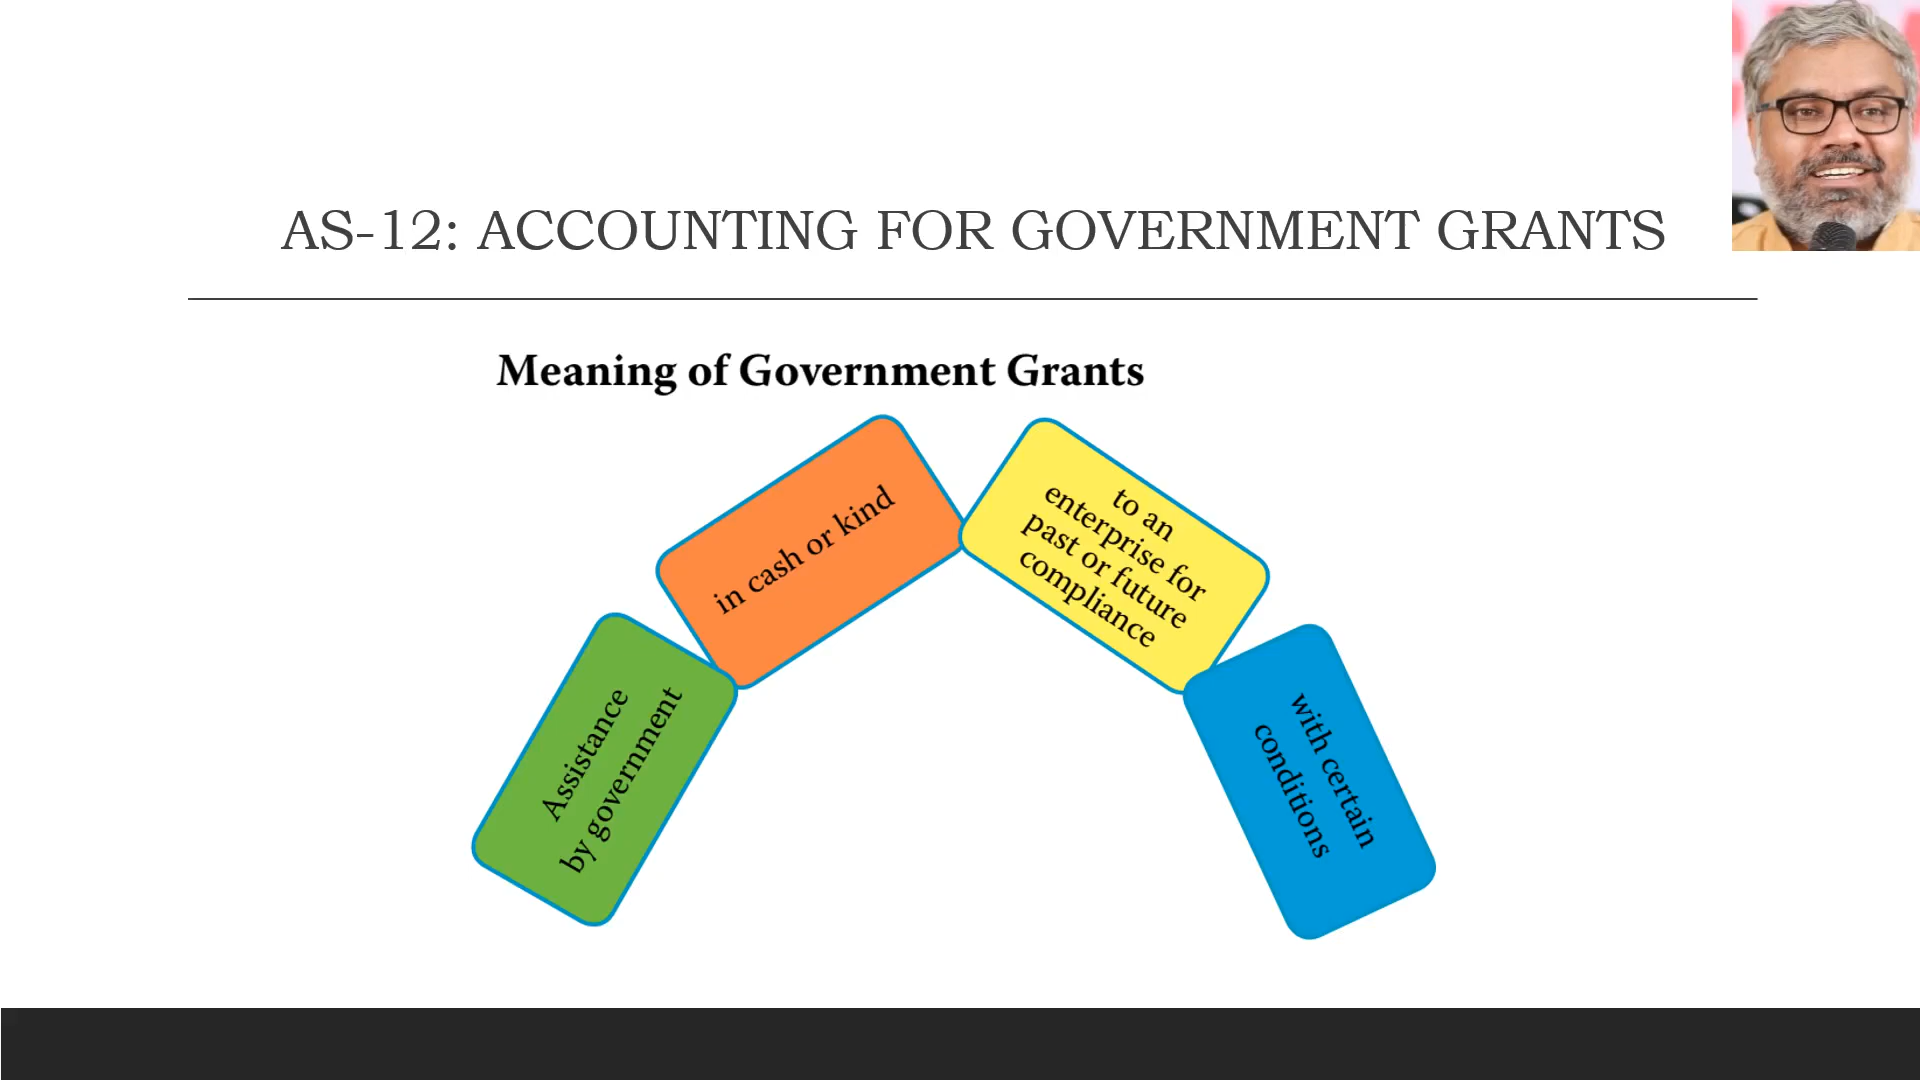 AS-12: ACCOUNTING FOR GOVERNMENT GRANTS
Meaning of Government Grants
Assistance
by government
in cash or kind
to an
enterprise for
past or future
compliance
with certain
conditions